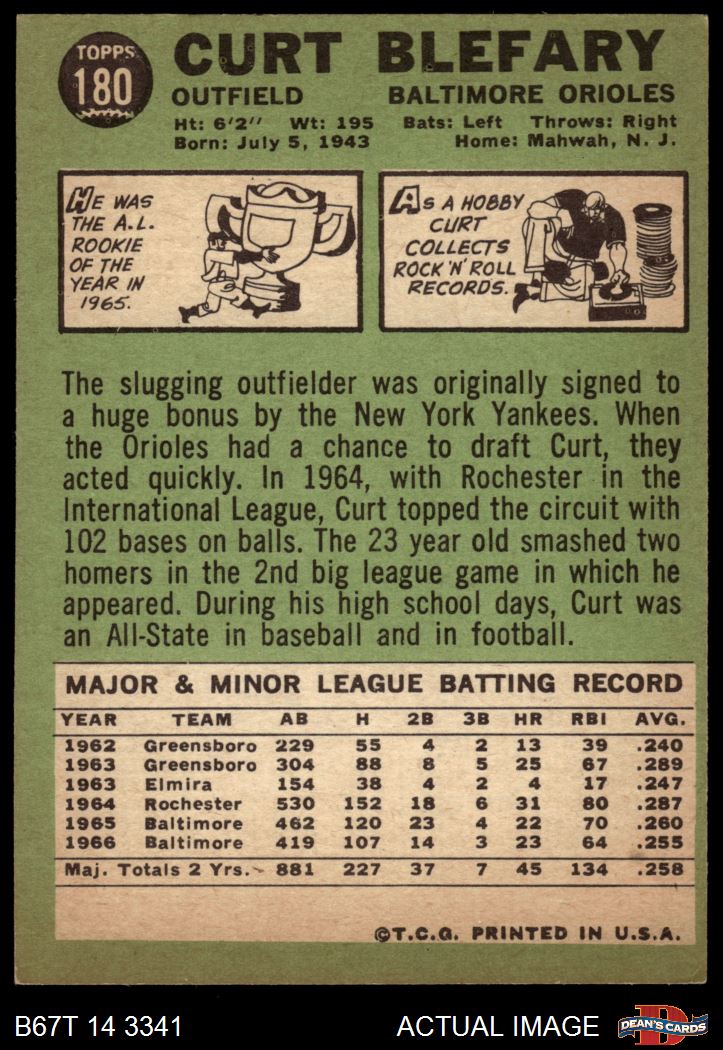 TOPPS
180
CURT BLEFARY
OUTFIELD BALTIMORE ORIOLES
Ht: 6'2" Wt: 195 Bats: Left Throws: Right
Born: July 5, 1943 Home: Mahwah, N. J.
HE WAS
THE A.L.
ROOKIE
OF THE
YEAR IN
1965.
AS A HOBBY
CURT
COLLECTS
ROCK 'N' ROLL
RECORDS.
The slugging outfielder was originally signed to
a huge bonus by the New York Yankees. When
the Orioles had a chance to draft Curt, they
acted quickly. In 1964, with Rochester in the
International League, Curt topped the circuit with
102 bases on balls. The 23 year old smashed two
homers in the 2nd big league game in which he
appeared. During his high school days, Curt was
an All-State in baseball and in football.
MAJOR & MINOR LEAGUE BATTING RECORD
YEAR TEAM AB H 2B 3B HR RBI AVG.
1962 Greensboro 229 55 4 2 13 39 .240
1963 Greensboro 304 88 8 5 25 67 .289
1963 Elmira 154 38 4 2 4 17 .247
1964 Rochester 530 152 18 6 31 80 .287
1965 Baltimore 462 120 23 4 22 70 .260
1966 Baltimore 419 107 14 3 23 64 .255
Maj. Totals 2 Yrs. 881 227 37 7 45 134 .258
©T.C.G. PRINTED IN U.S.A.
B67T 14 3341 ACTUAL IMAGE DEAN'S CARDS